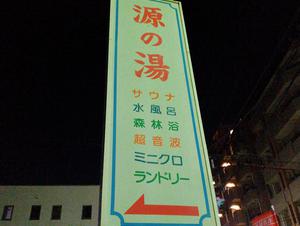 源の湯
サウナ
水風呂
森林浴
超音波
ミニクロ
ランドリー